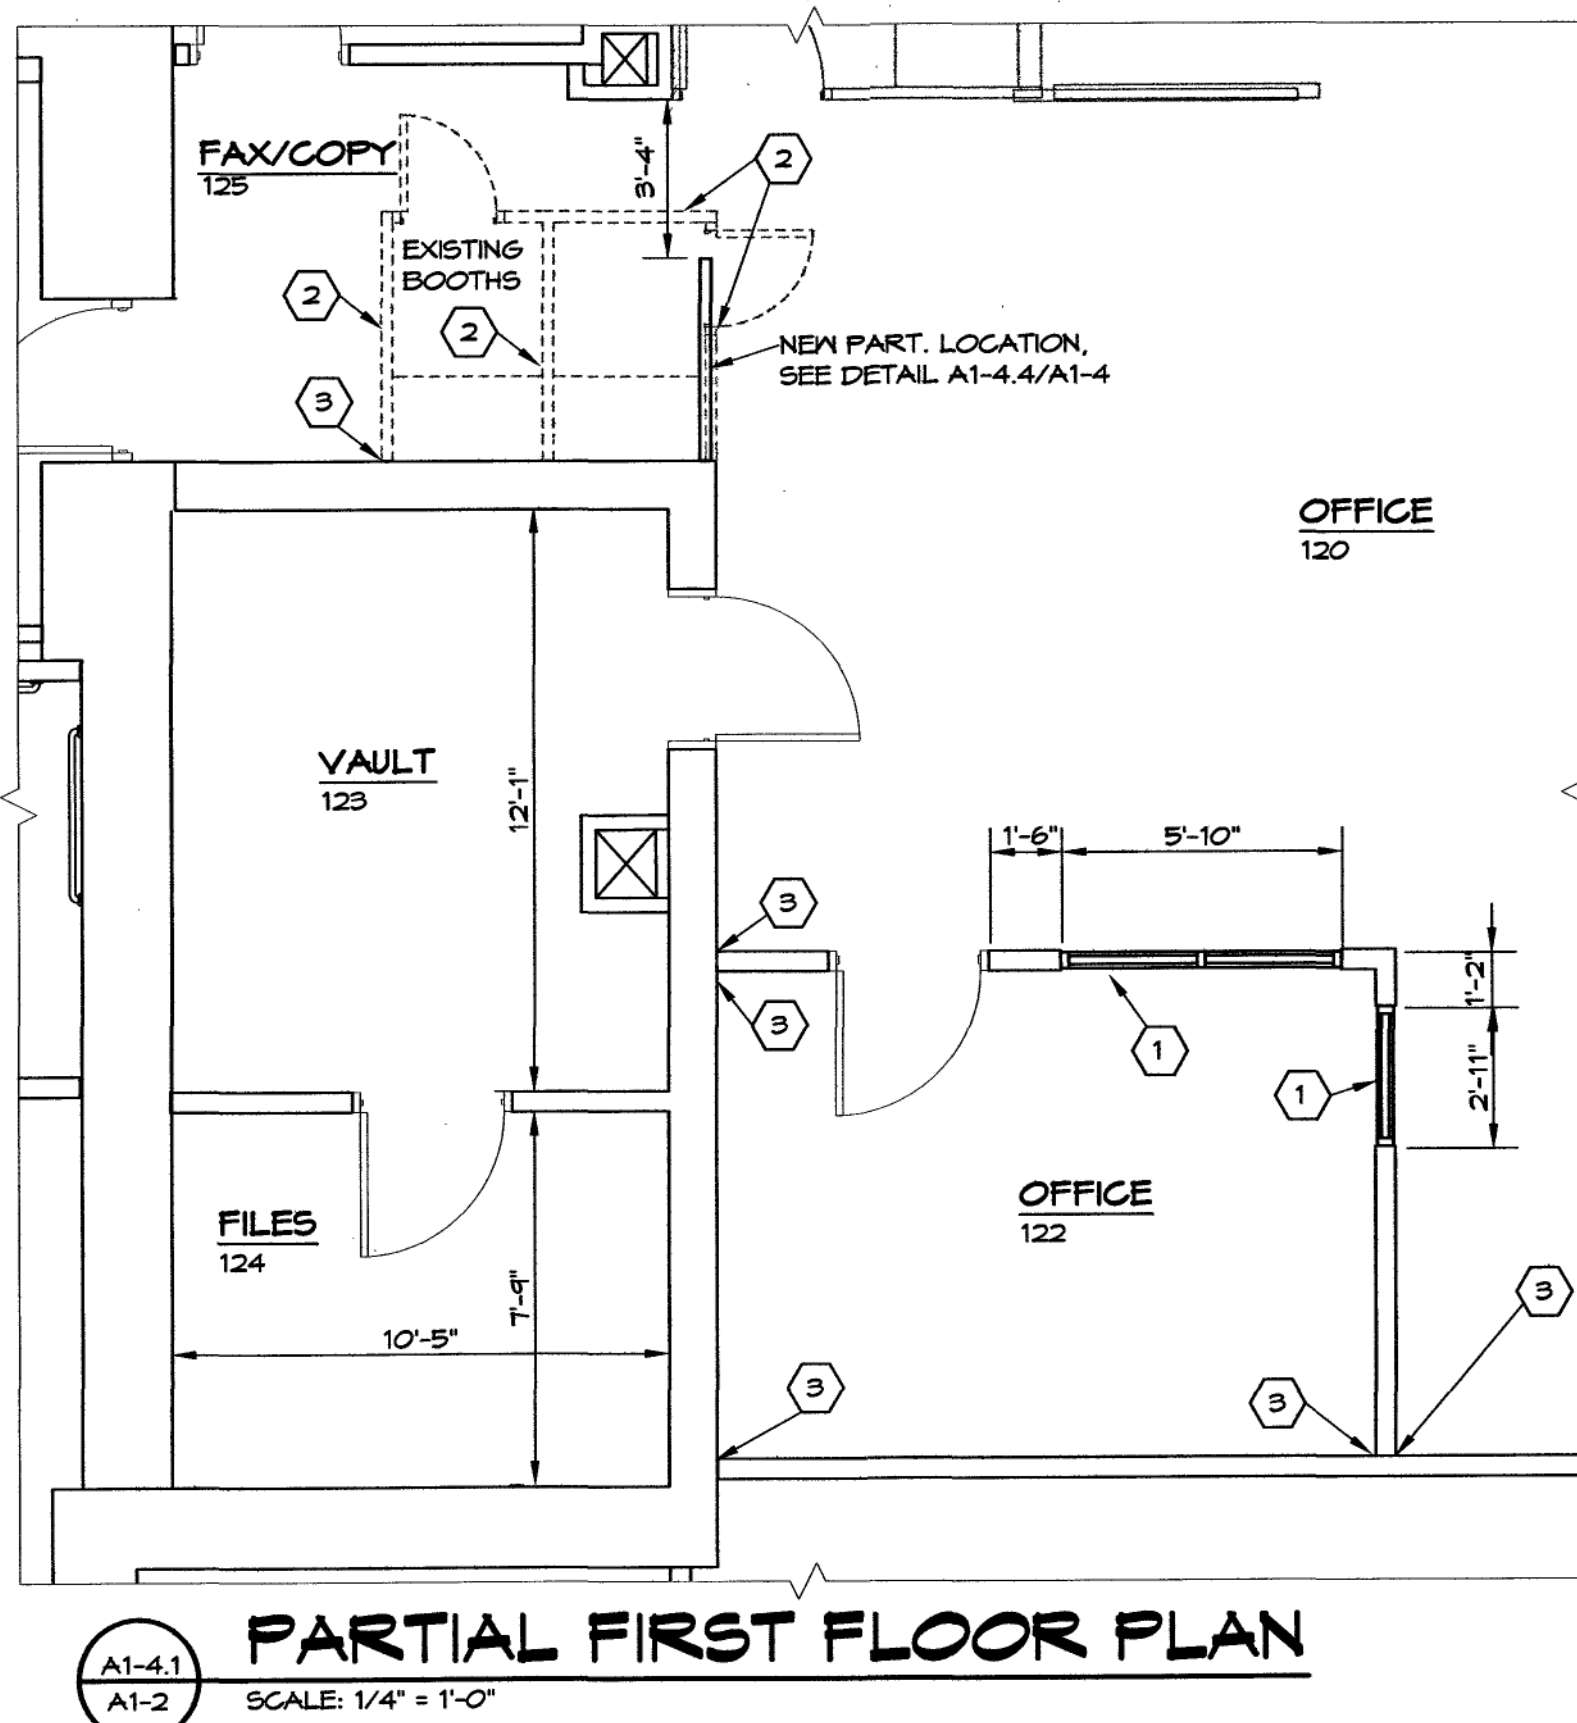 FAX/COPY
125
3'-4"
2
EXISTING
BOOTHS
2
2
NEW PART. LOCATION,
SEE DETAIL A1-4.4/A1-4
3
OFFICE
120
VAULT
123
12'-1"
1'-6"
5'-10"
3
1'-2"
3
1
2'-11"
1
OFFICE
122
FILES
124
7'-9"
10'-5"
3
3
3
PARTIAL FIRST FLOOR PLAN
A1-4.1
A1-2
SCALE: 1/4" = 1'-0"